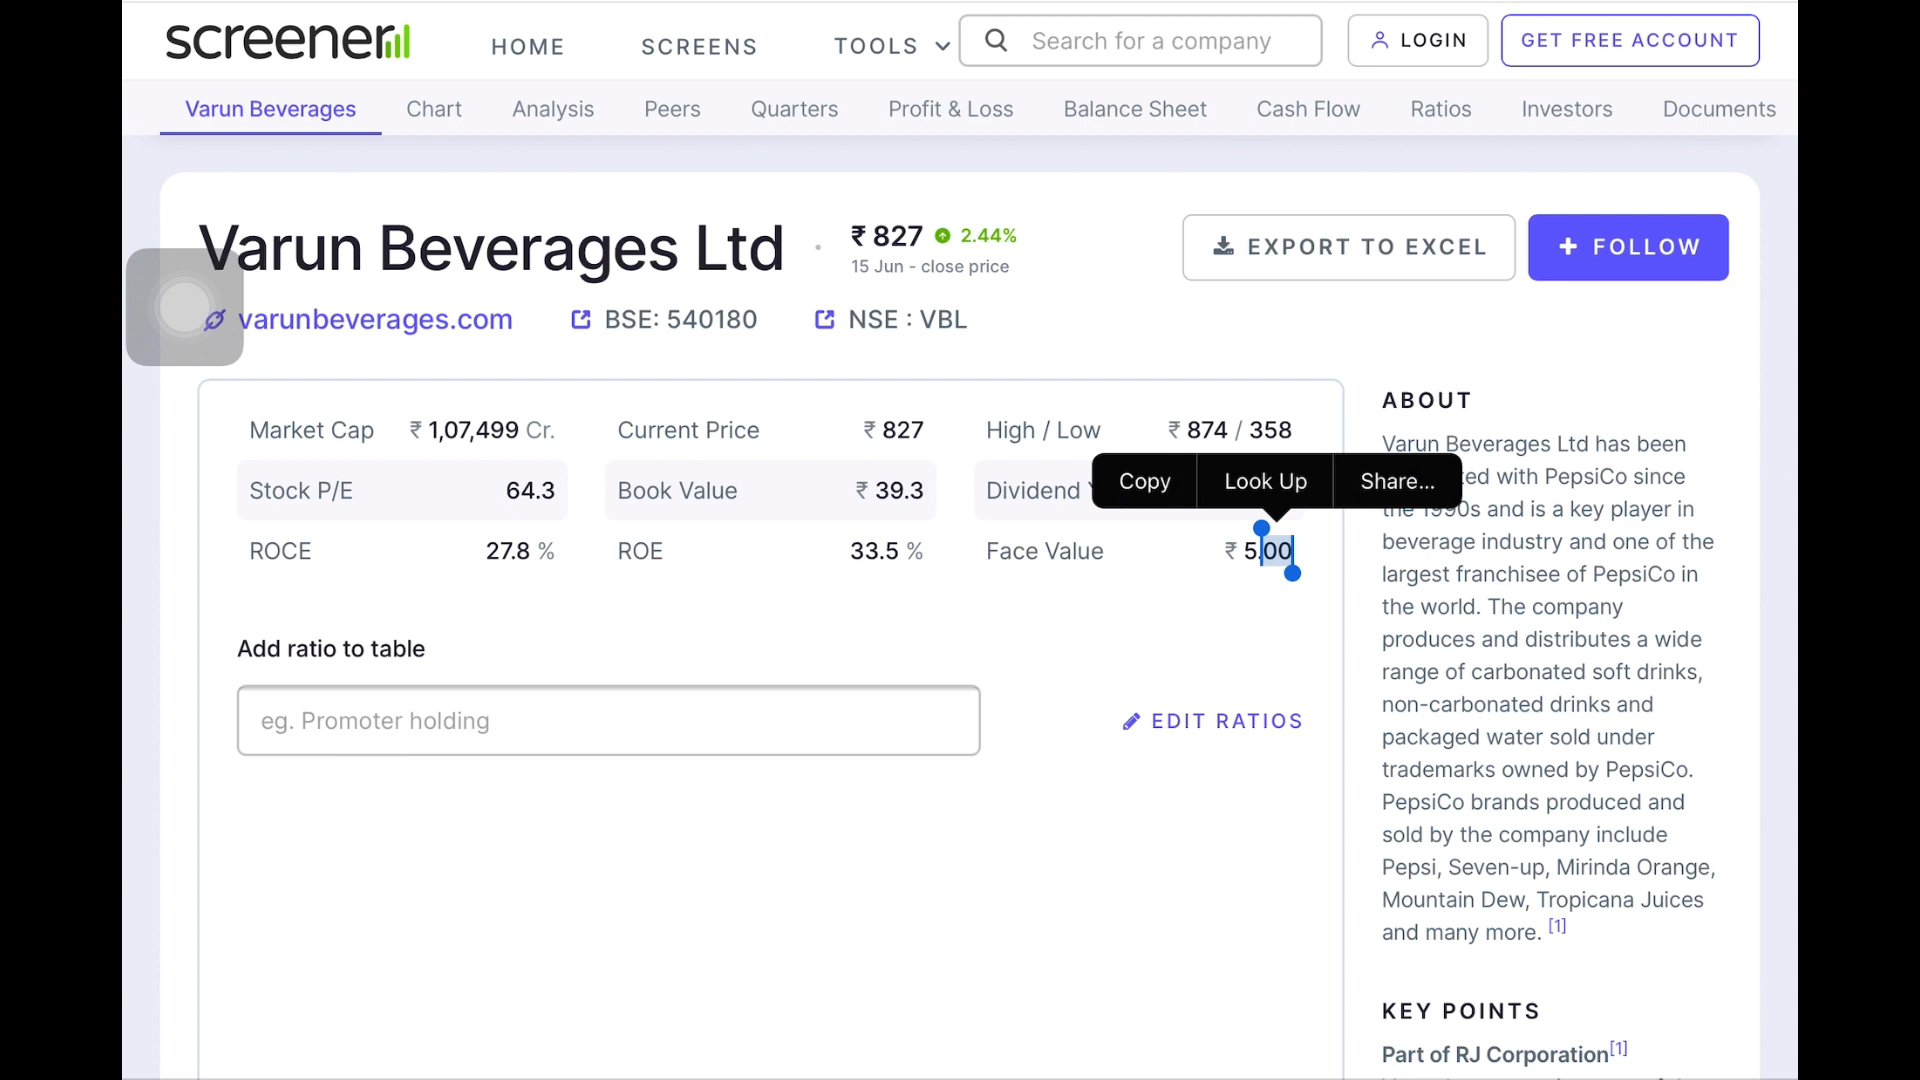 screener
HOME
SCREENS
TOOLS
Search for a company
LOGIN
GET FREE ACCOUNT
Varun Beverages
Chart
Analysis
Peers
Quarters
Profit & Loss
Balance Sheet
Cash Flow
Ratios
Investors
Documents
Varun Beverages Ltd
₹ 827 2.44%
15 Jun - close price
EXPORT TO EXCEL
FOLLOW
varunbeverages.com
BSE: 540180
NSE : VBL
Market Cap ₹ 1,07,499 Cr.
Current Price ₹ 827
High / Low ₹ 874 / 358
Stock P/E 64.3
Book Value ₹ 39.3
Dividend
Copy
Look Up
Share...
ROCE 27.8 %
ROE 33.5 %
Face Value ₹ 5.00
Add ratio to table
eg. Promoter holding
EDIT RATIOS
ABOUT
Varun Beverages Ltd has been
with PepsiCo since
the 1990s and is a key player in
beverage industry and one of the
largest franchisee of PepsiCo in
the world. The company
produces and distributes a wide
range of carbonated soft drinks,
non-carbonated drinks and
packaged water sold under
trademarks owned by PepsiCo.
PepsiCo brands produced and
sold by the company include
Pepsi, Seven-up, Mirinda Orange,
Mountain Dew, Tropicana Juices
and many more. [1]
KEY POINTS
Part of RJ Corporation[1]